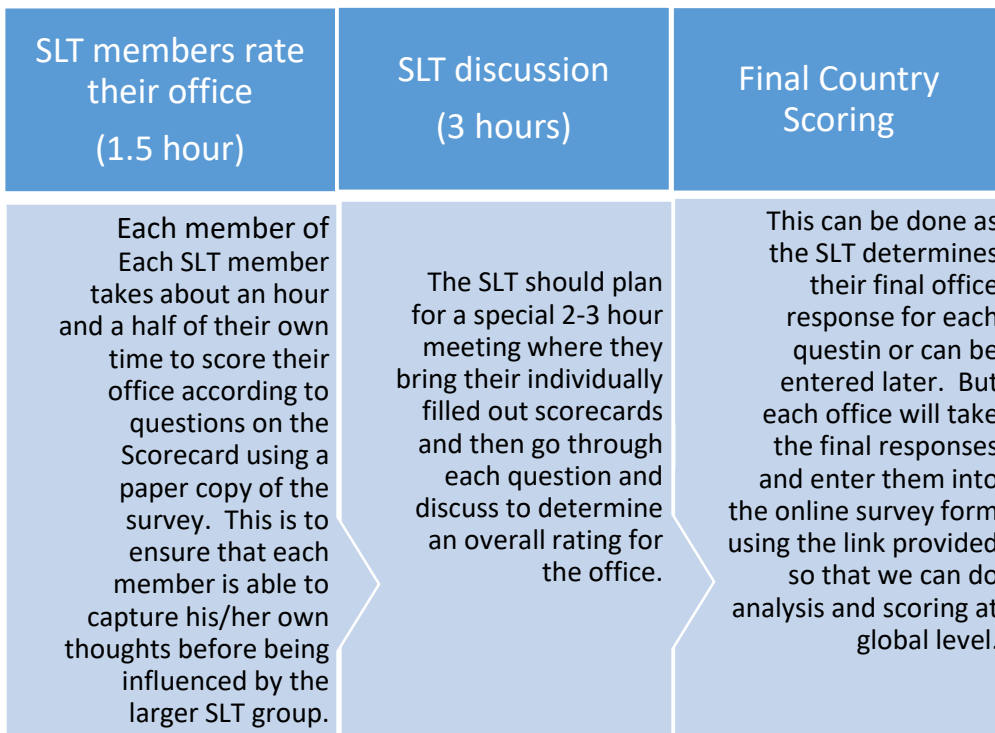 SLT members rate
their office
(1.5 hour)
Each member of
Each SLT member
takes about an hour
and a half of their own
time to score their
office according to
questions on the
Scorecard using a
paper copy of the
survey.  This is to
ensure that each
member is able to
capture his/her own
thoughts before being
influenced by the
larger SLT group.
SLT discussion
(3 hours)
The SLT should plan
for a special 2-3 hour
meeting where they
bring their individually
filled out scorecards
and then go through
each question and
discuss to determine
an overall rating for
the office.
Final Country
Scoring
This can be done as
the SLT determines
their final office
response for each
questin or can be
entered later.  But
each office will take
the final responses
and enter them into
the online survey form
using the link provided
so that we can do
analysis and scoring at
global level.